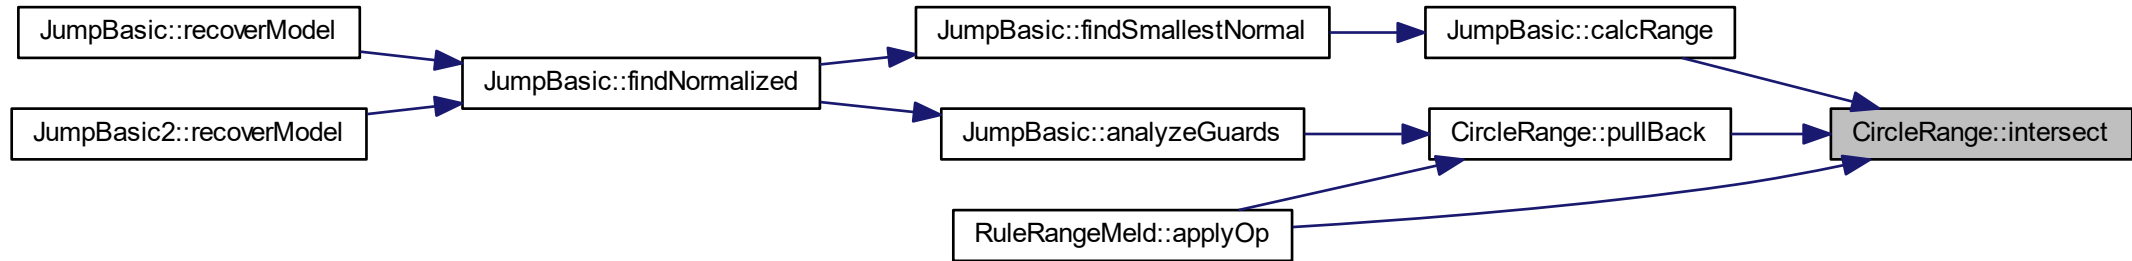 JumpBasic::recoverModel
JumpBasic::findSmallestNormal
JumpBasic::calcRange
JumpBasic::findNormalized
JumpBasic2::recoverModel
JumpBasic::analyzeGuards
CircleRange::pullBack
CircleRange::intersect
RuleRangeMeld::applyOp